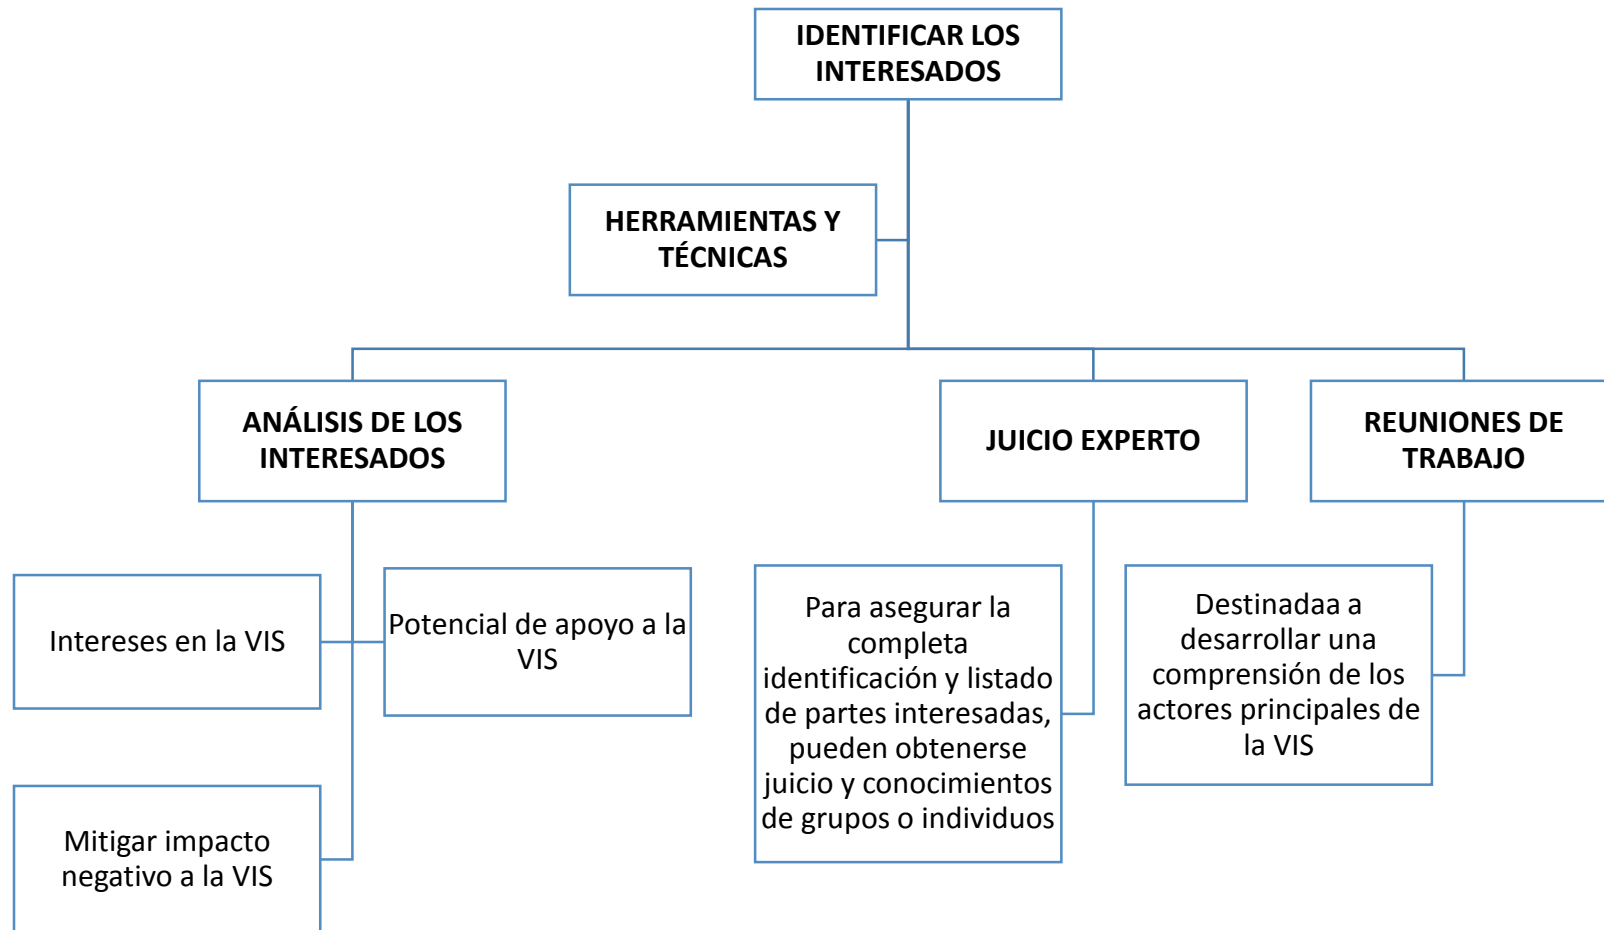 IDENTIFICAR LOS
INTERESADOS
HERRAMIENTAS Y
TÉCNICAS
ANÁLISIS DE LOS
INTERESADOS
JUICIO EXPERTO
REUNIONES DE
TRABAJO
Intereses en la VIS
Potencial de apoyo a la
VIS
Mitigar impacto
negativo a la VIS
Para asegurar la
completa
identificación y listado
de partes interesadas,
pueden obtenerse
juicio y conocimientos
de grupos o individuos
Destinadaa a
desarrollar una
comprensión de los
actores principales de
la VIS